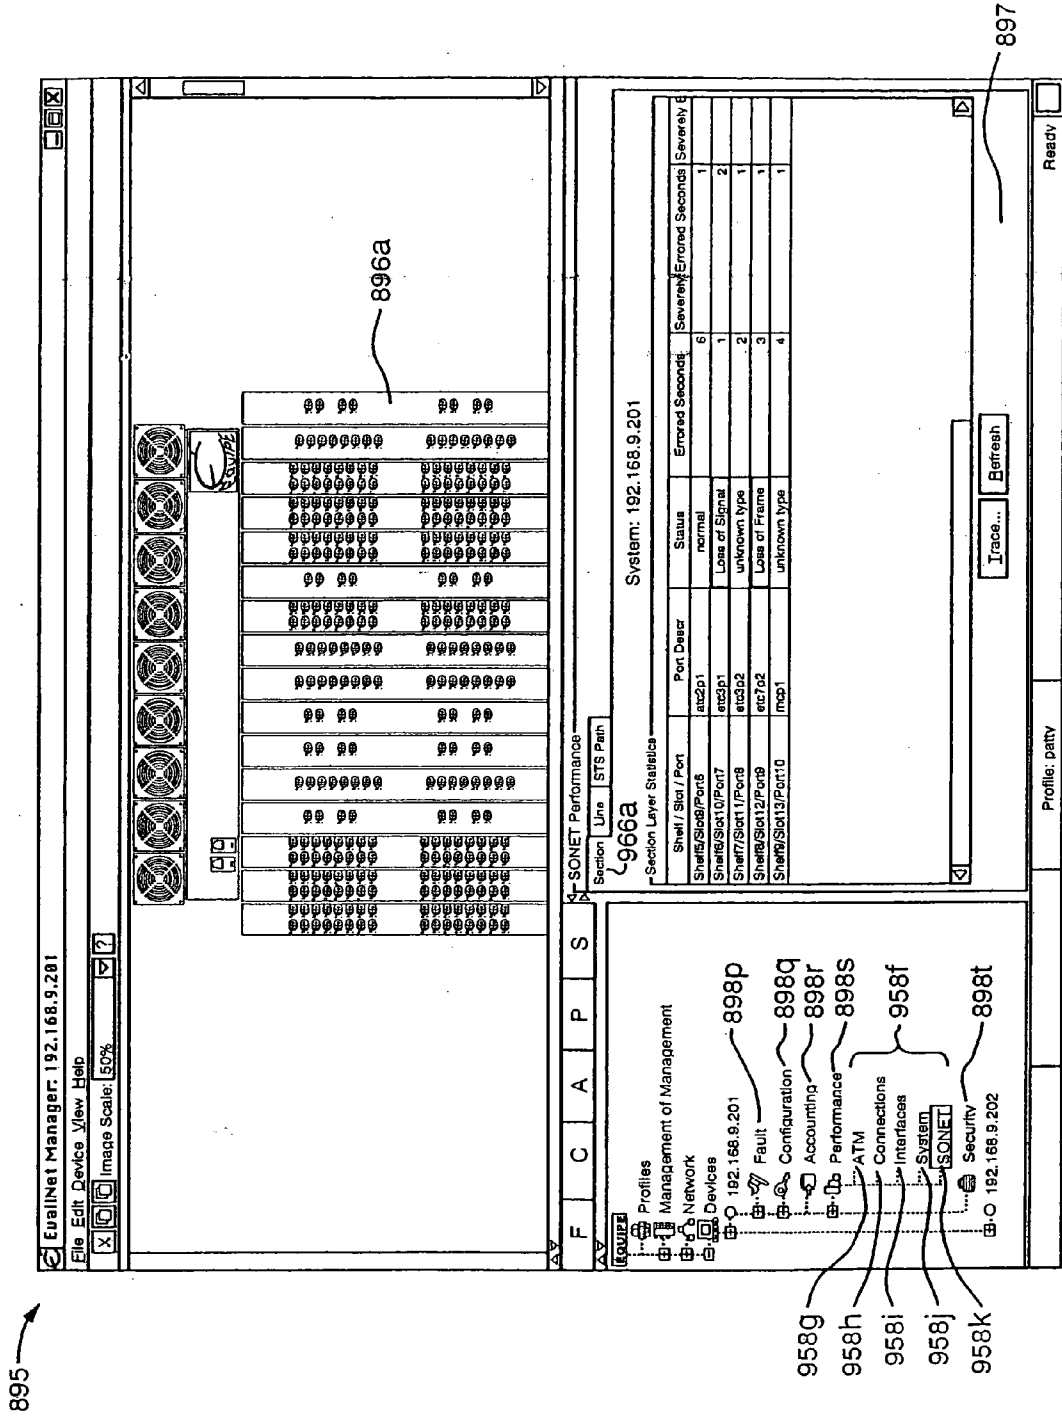 895
EualINet Manager: 192.168.9.201
File Edit Device View Help
Image Scale: 50% ?
896a
F C A P S
EQUIPE
Profiles
Management of Management
Network
Devices
192.168.9.201
Fault
Configuration
Accounting
Performance
ATM
Connections
Interfaces
System
SONET
Security
192.168.9.202
898p
898q
898r
898s
958f
898t
958g
958h
958i
958j
958k
SONET Performance
Section Line STS Path
966a
System: 192.168.9.201
Section Layer Statistics
Shelf / Slot / Port Port Descr Status Errored Seconds Severely Errored Seconds Severely E
Shelf5/Slot9/Port6 atc2p1 normal 6 1
Shelf6/Slot10/Port7 etc3p1 Loss of Signal 1 2
Shelf7/Slot11/Port8 etc3p2 unknown type 2 1
Shelf8/Slot12/Port9 etc7p2 Loss of Frame 3 1
Shelf9/Slot13/Port10 mcp1 unknown type 4 1
Trace... Refresh
897
Profile: patty Ready